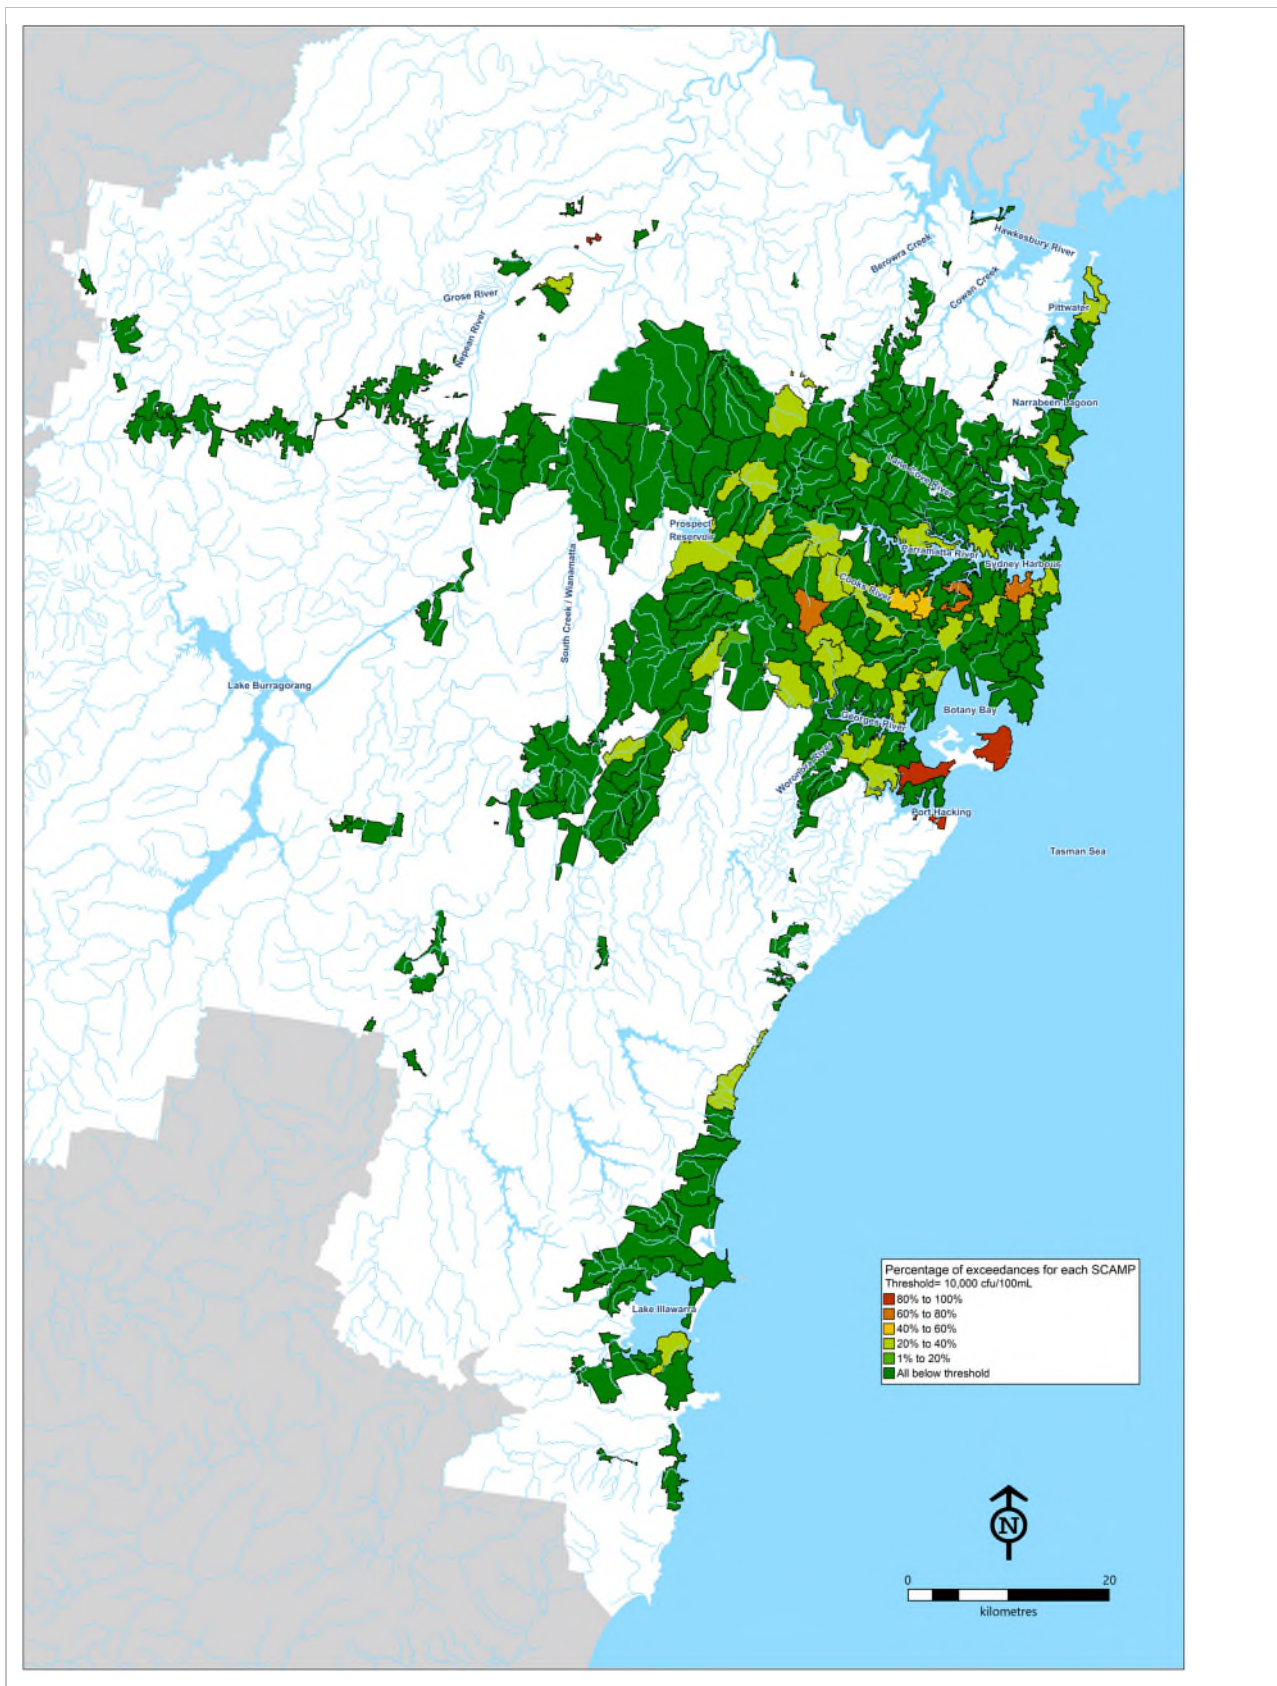 Hawkesbury River
Berowra Creek
Cowan Creek
Grose River
Pittwater
Nepean River
Narrabeen Lagoon
Lane Cove River
Prospect
Reservoir
Parramatta River
Sydney Harbour
Cooks River
South Creek / Wianamatta
Lake Burragorang
Botany Bay
Georges River
Woronora River
Port Hacking
Tasman Sea
Percentage of exceedances for each SCAMP
Threshold= 10,000 cfu/100mL
80% to 100%
60% to 80%
40% to 60%
20% to 40%
1% to 20%
All below threshold
Lake Illawarra
N
0 20
kilometres